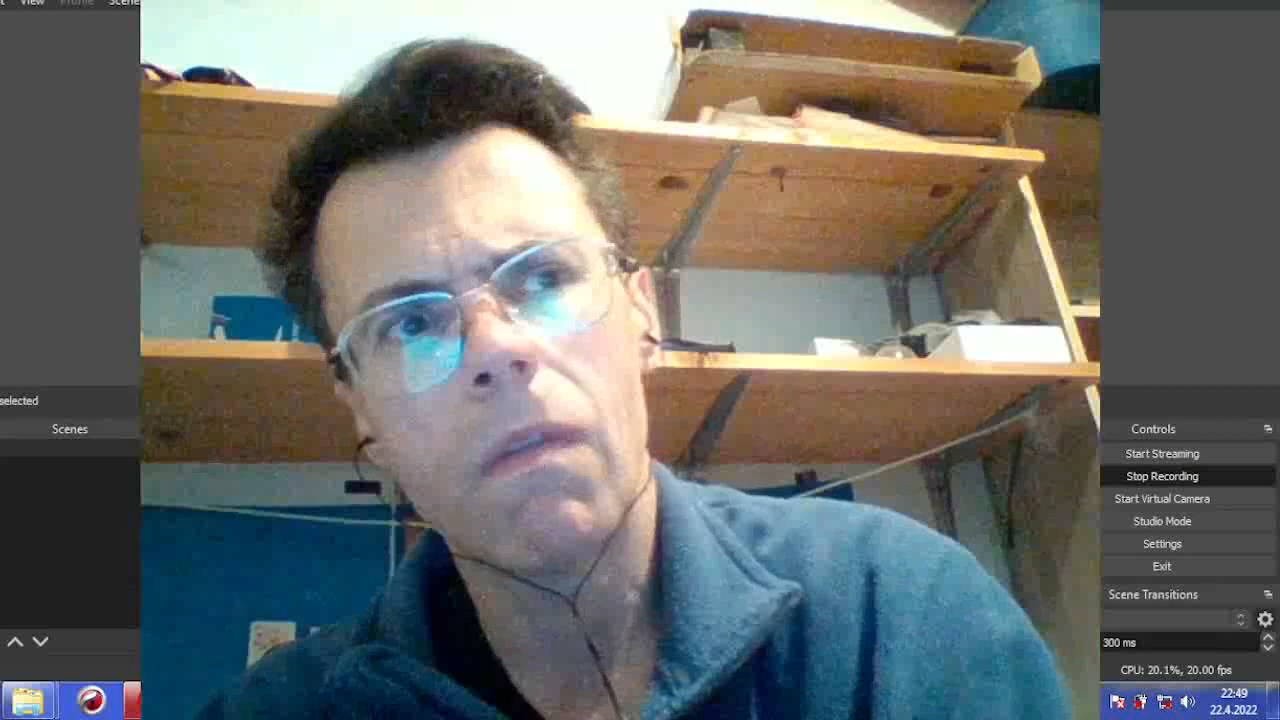 View Profile Scene
selected
Scenes
Controls
Start Streaming
Stop Recording
Start Virtual Camera
Studio Mode
Settings
Exit
Scene Transitions
300 ms
CPU: 20.1%, 20.00 fps
22:49
22.4.2022